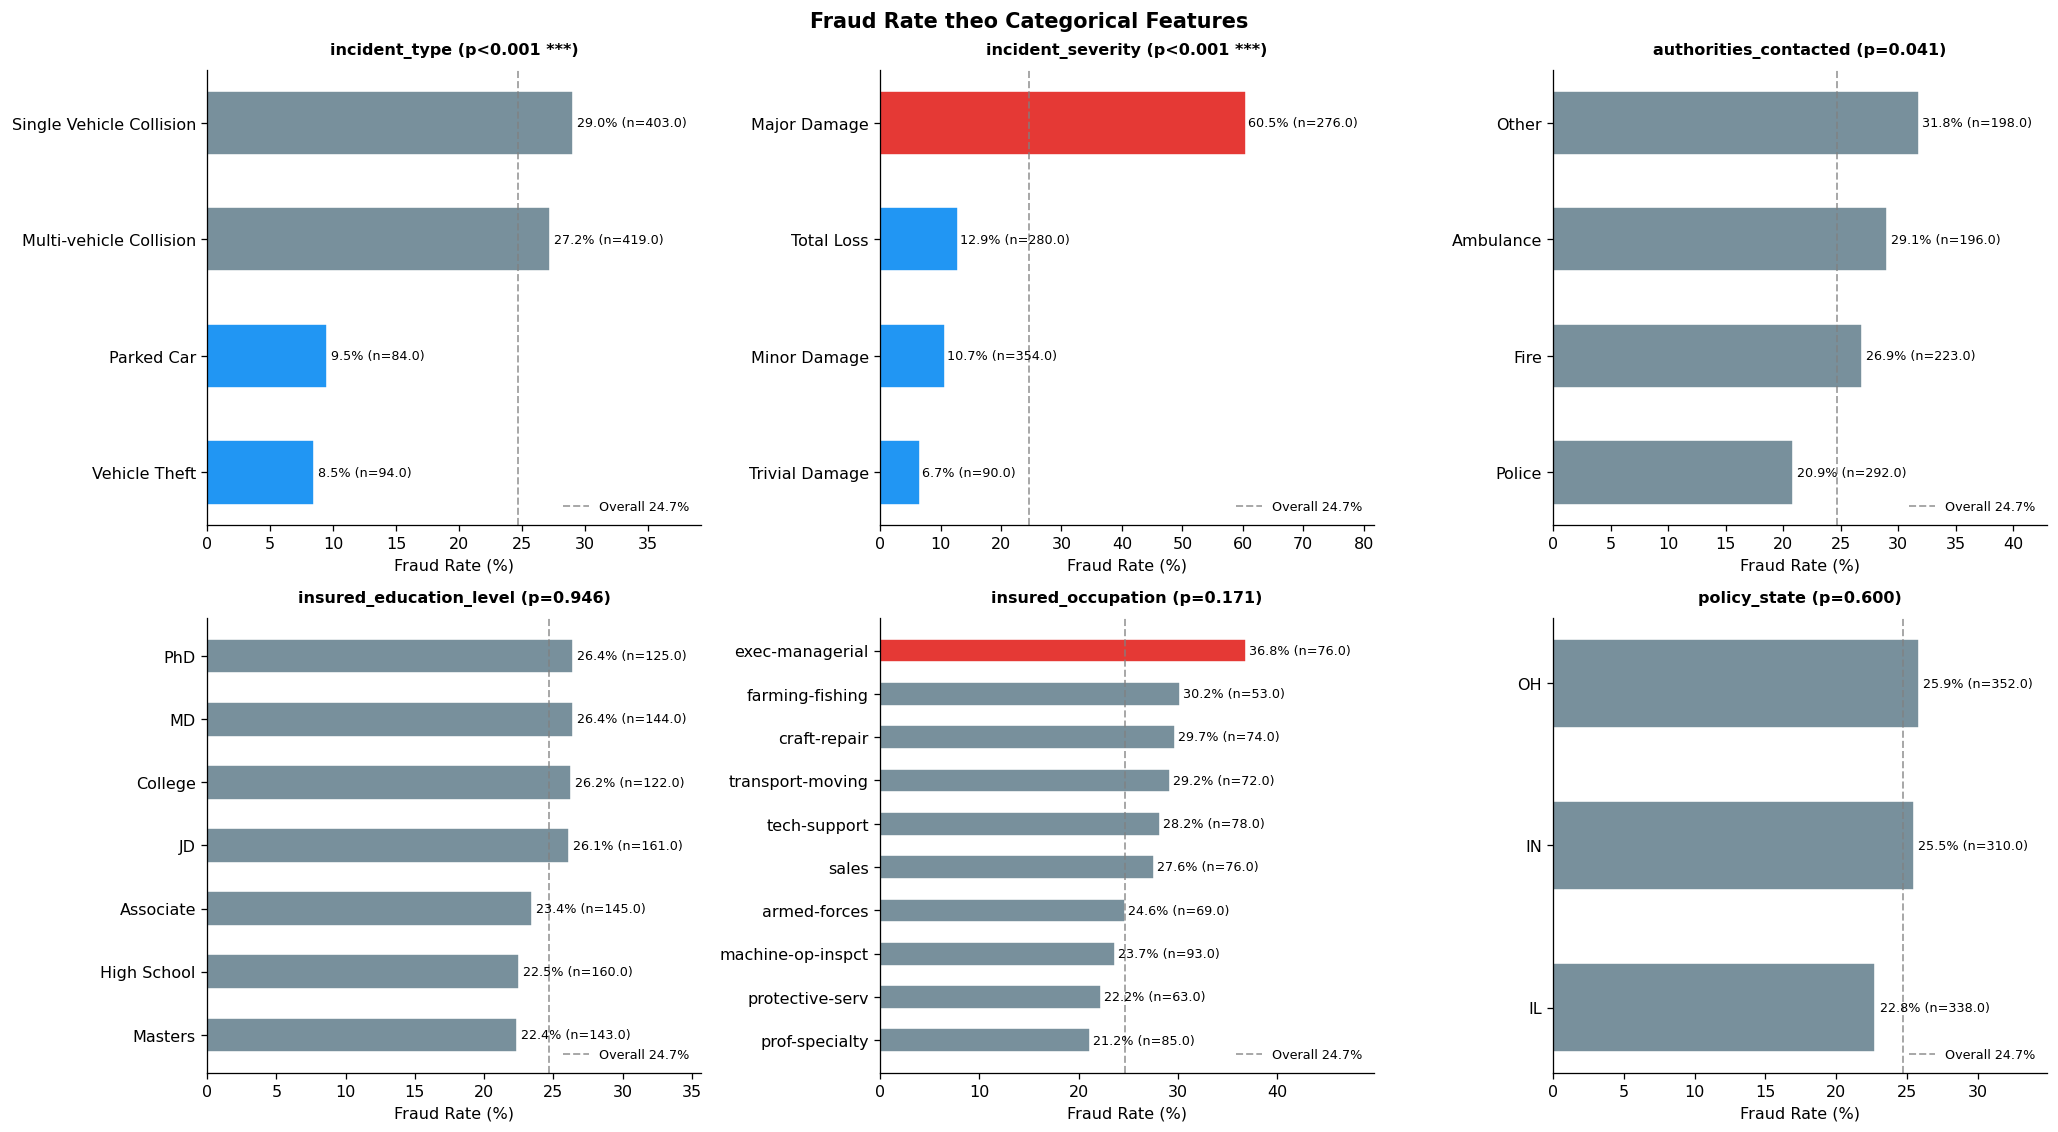 Fraud Rate theo Categorical Features
incident_type (p<0.001 ***)
Single Vehicle Collision
29.0% (n=403.0)
Multi-vehicle Collision
27.2% (n=419.0)
Parked Car
9.5% (n=84.0)
Vehicle Theft
8.5% (n=94.0)
Overall 24.7%
0 5 10 15 20 25 30 35
Fraud Rate (%)
incident_severity (p<0.001 ***)
Major Damage
60.5% (n=276.0)
Total Loss
12.9% (n=280.0)
Minor Damage
10.7% (n=354.0)
Trivial Damage
6.7% (n=90.0)
Overall 24.7%
0 10 20 30 40 50 60 70 80
Fraud Rate (%)
authorities_contacted (p=0.041)
Other
31.8% (n=198.0)
Ambulance
29.1% (n=196.0)
Fire
26.9% (n=223.0)
Police
20.9% (n=292.0)
Overall 24.7%
0 5 10 15 20 25 30 35 40
Fraud Rate (%)
insured_education_level (p=0.946)
PhD
26.4% (n=125.0)
MD
26.4% (n=144.0)
College
26.2% (n=122.0)
JD
26.1% (n=161.0)
Associate
23.4% (n=145.0)
High School
22.5% (n=160.0)
Masters
22.4% (n=143.0)
Overall 24.7%
0 5 10 15 20 25 30 35
Fraud Rate (%)
insured_occupation (p=0.171)
exec-managerial
36.8% (n=76.0)
farming-fishing
30.2% (n=53.0)
craft-repair
29.7% (n=74.0)
transport-moving
29.2% (n=72.0)
tech-support
28.2% (n=78.0)
sales
27.6% (n=76.0)
armed-forces
24.6% (n=69.0)
machine-op-inspct
23.7% (n=93.0)
protective-serv
22.2% (n=63.0)
prof-specialty
21.2% (n=85.0)
Overall 24.7%
0 10 20 30 40
Fraud Rate (%)
policy_state (p=0.600)
OH
25.9% (n=352.0)
IN
25.5% (n=310.0)
IL
22.8% (n=338.0)
Overall 24.7%
0 5 10 15 20 25 30
Fraud Rate (%)